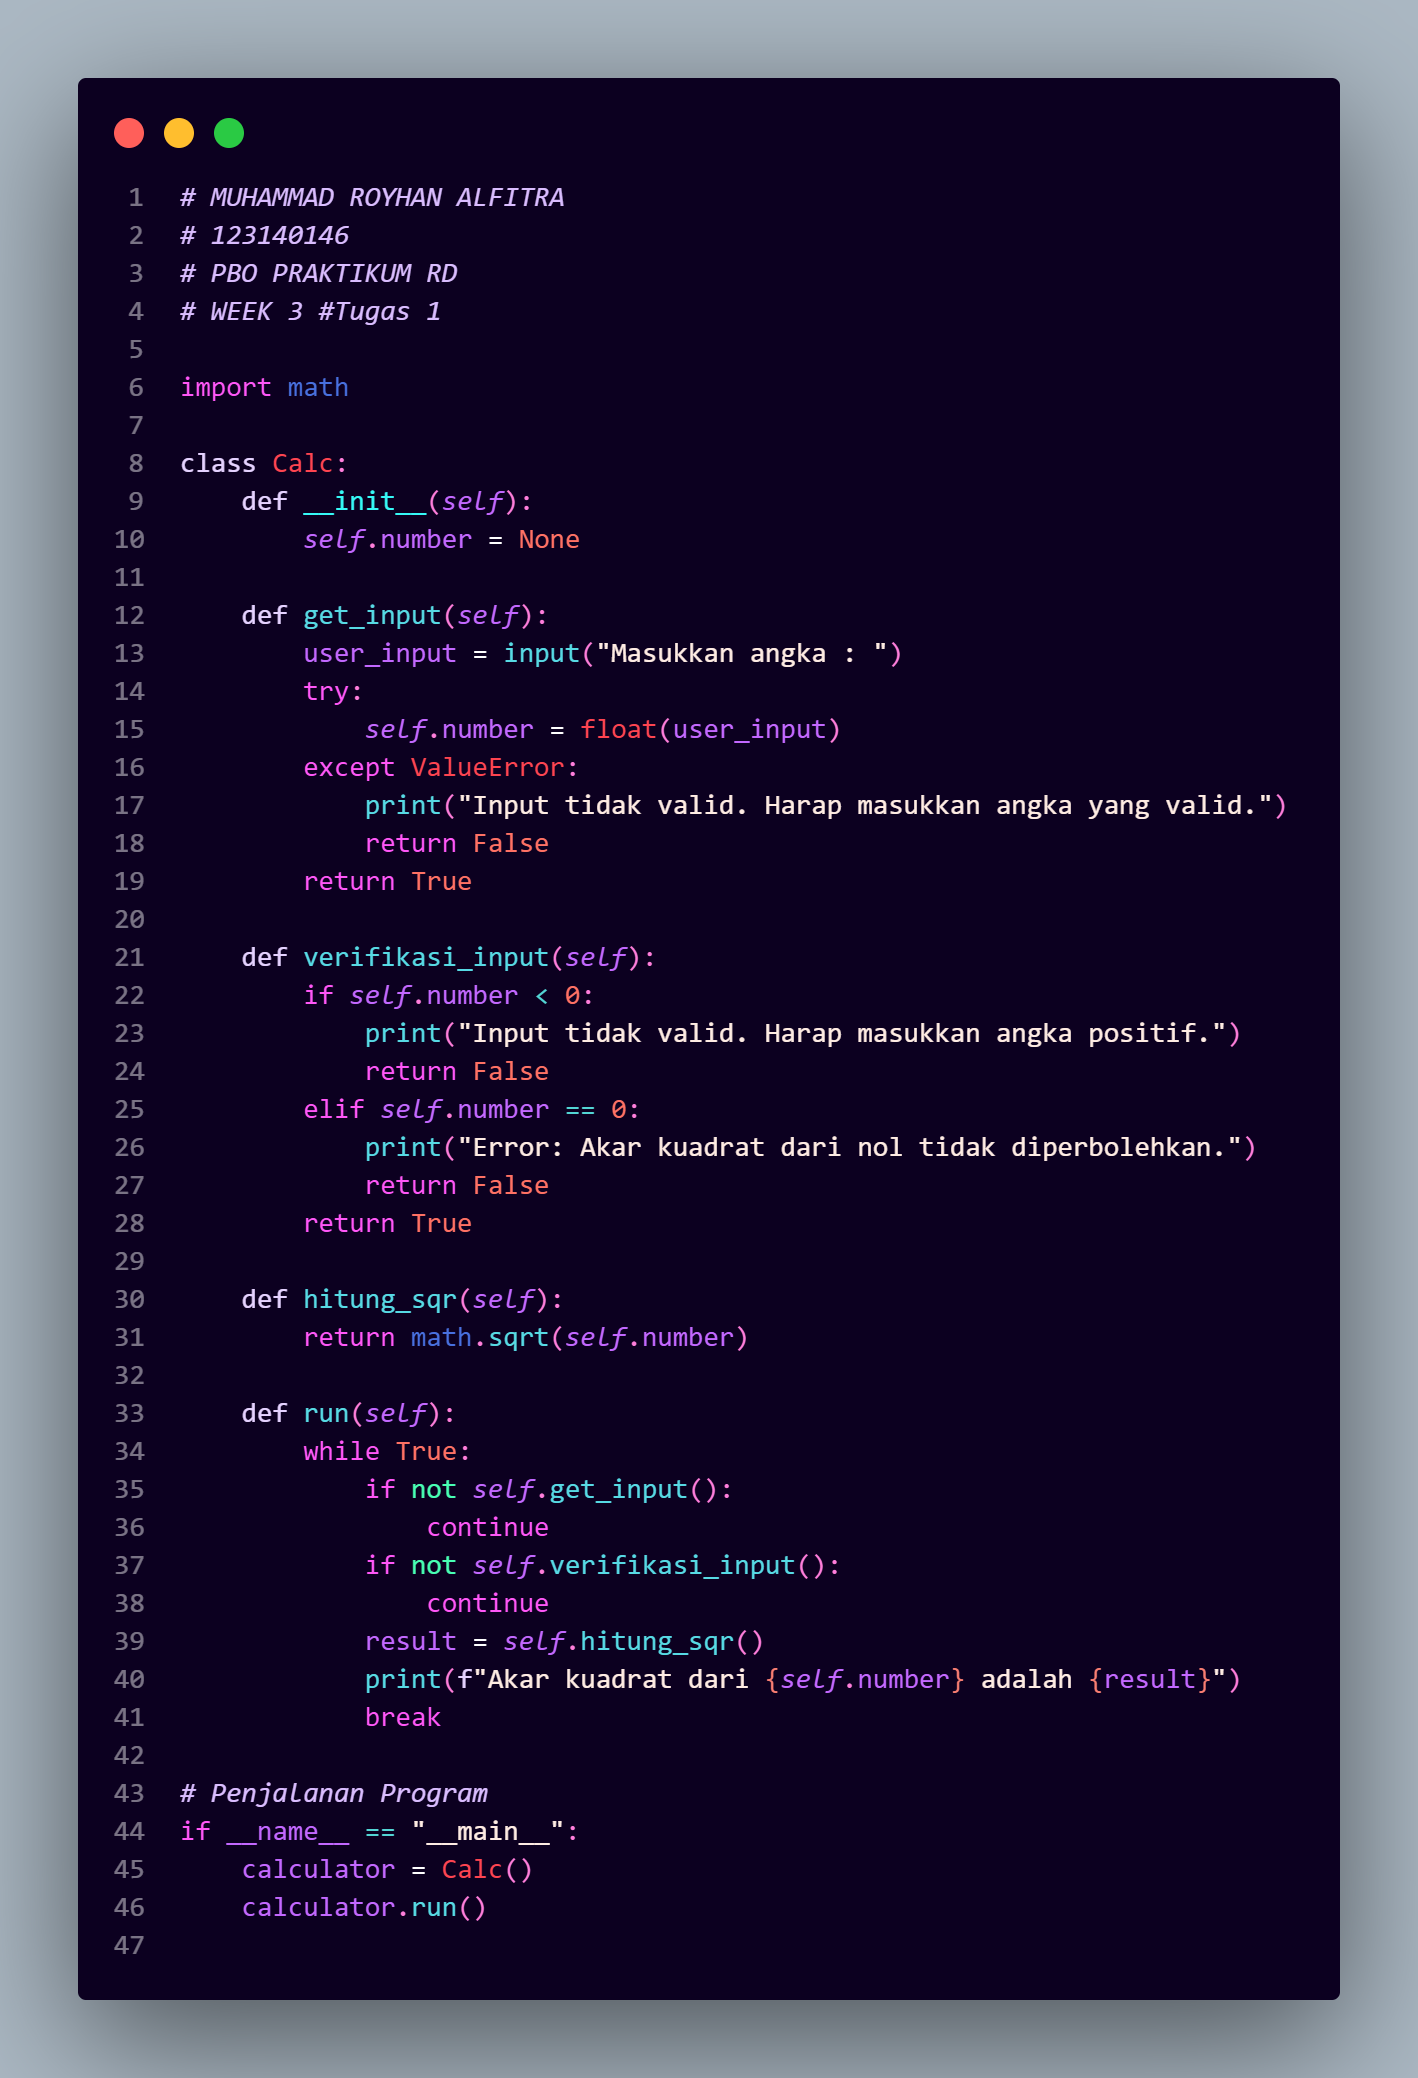 1 # MUHAMMAD ROYHAN ALFITRA
2 # 123140146
3 # PBO PRAKTIKUM RD
4 # WEEK 3 #Tugas 1
5
6 import math
7
8 class Calc:
9     def __init__(self):
10         self.number = None
11
12     def get_input(self):
13         user_input = input("Masukkan angka : ")
14         try:
15             self.number = float(user_input)
16         except ValueError:
17             print("Input tidak valid. Harap masukkan angka yang valid.")
18             return False
19         return True
20
21     def verifikasi_input(self):
22         if self.number < 0:
23             print("Input tidak valid. Harap masukkan angka positif.")
24             return False
25         elif self.number == 0:
26             print("Error: Akar kuadrat dari nol tidak diperbolehkan.")
27             return False
28         return True
29
30     def hitung_sqr(self):
31         return math.sqrt(self.number)
32
33     def run(self):
34         while True:
35             if not self.get_input():
36                 continue
37             if not self.verifikasi_input():
38                 continue
39             result = self.hitung_sqr()
40             print(f"Akar kuadrat dari {self.number} adalah {result}")
41             break
42
43 # Penjalanan Program
44 if __name__ == "__main__":
45     calculator = Calc()
46     calculator.run()
47